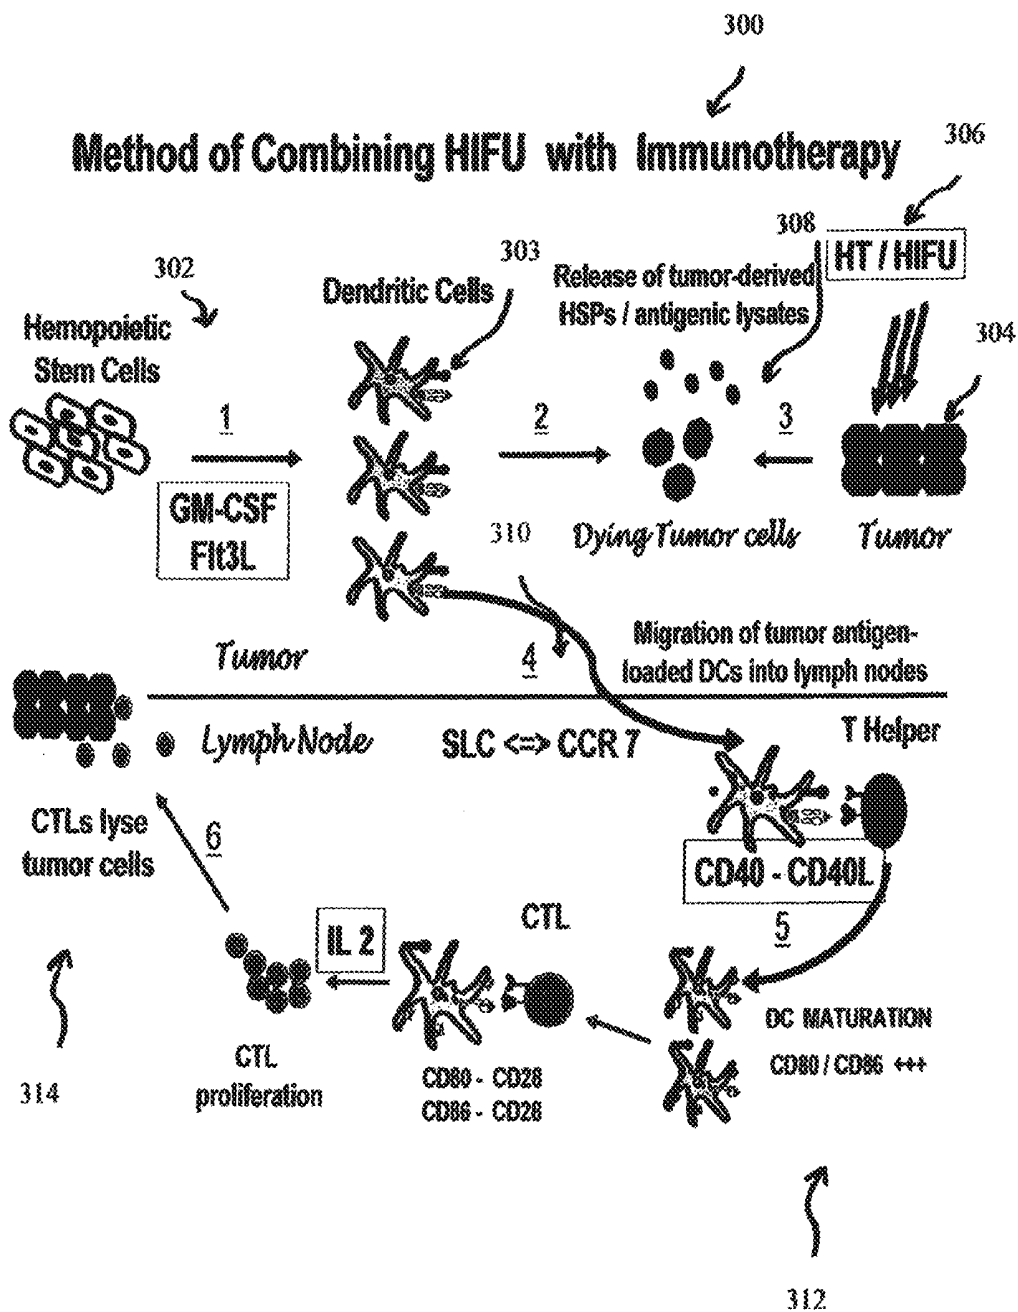 300
Method of Combining HIFU with Immunotherapy
306
308
HT / HIFU
302
303
Hemopoietic
Stem Cells
Dendritic Cells
Release of tumor-derived
HSPs / antigenic lysates
304
1
2
3
GM-CSF
Flt3L
310
Dying Tumor cells
Tumor
4
Migration of tumor antigen-
loaded DCs into lymph nodes
Tumor
Lymph Node
SLC <=> CCR 7
T Helper
CTLs lyse
tumor cells
6
CD40 - CD40L
5
IL 2
CTL
DC MATURATION
CD80 / CD86 +++
CTL
proliferation
CD80 - CD28
CD86 - CD28
314
312